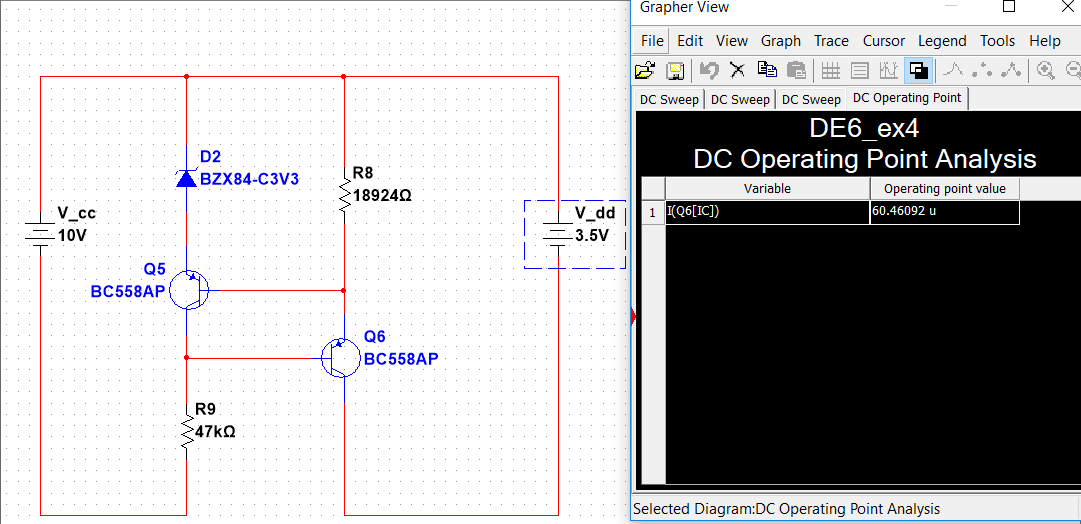 Grapher View
File Edit View Graph Trace Cursor Legend Tools Help
DC Sweep DC Sweep DC Sweep DC Operating Point
DE6_ex4
DC Operating Point Analysis
Variable Operating point value
1 I(Q6[IC]) 60.46092 u
Selected Diagram:DC Operating Point Analysis
D2
BZX84-C3V3
R8
18924Ω
V_cc
10V
V_dd
3.5V
Q5
BC558AP
Q6
BC558AP
R9
47kΩ